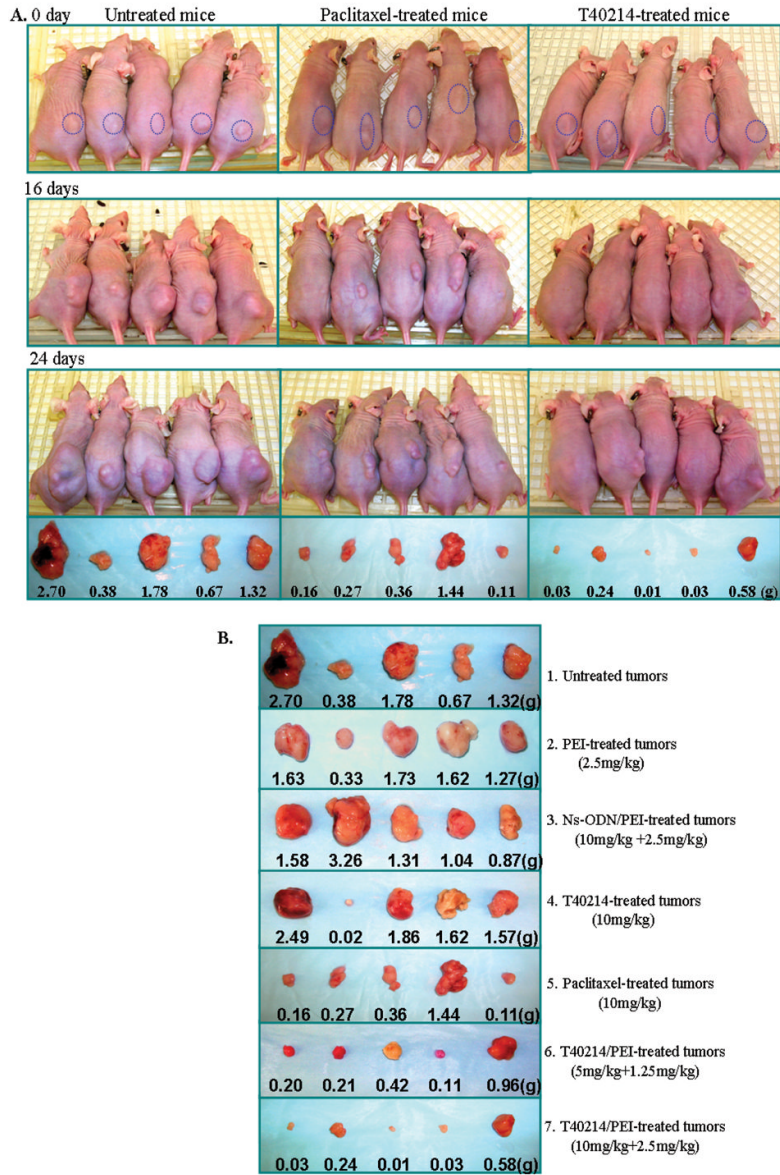 A. 0 day Untreated mice Paclitaxel-treated mice T40214-treated mice
16 days
24 days
2.70 0.38 1.78 0.67 1.32 0.16 0.27 0.36 1.44 0.11 0.03 0.24 0.01 0.03 0.58 (g)
B.
2.70 0.38 1.78 0.67 1.32(g)
1. Untreated tumors
1.63 0.33 1.73 1.62 1.27(g)
2. PEI-treated tumors
(2.5mg/kg)
1.58 3.26 1.31 1.04 0.87(g)
3. Ns-ODN/PEI-treated tumors
(10mg/kg +2.5mg/kg)
2.49 0.02 1.86 1.62 1.57(g)
4. T40214-treated tumors
(10mg/kg)
0.16 0.27 0.36 1.44 0.11(g)
5. Paclitaxel-treated tumors
(10mg/kg)
0.20 0.21 0.42 0.11 0.96(g)
6. T40214/PEI-treated tumors
(5mg/kg+1.25mg/kg)
0.03 0.24 0.01 0.03 0.58(g)
7. T40214/PEI-treated tumors
(10mg/kg+2.5mg/kg)